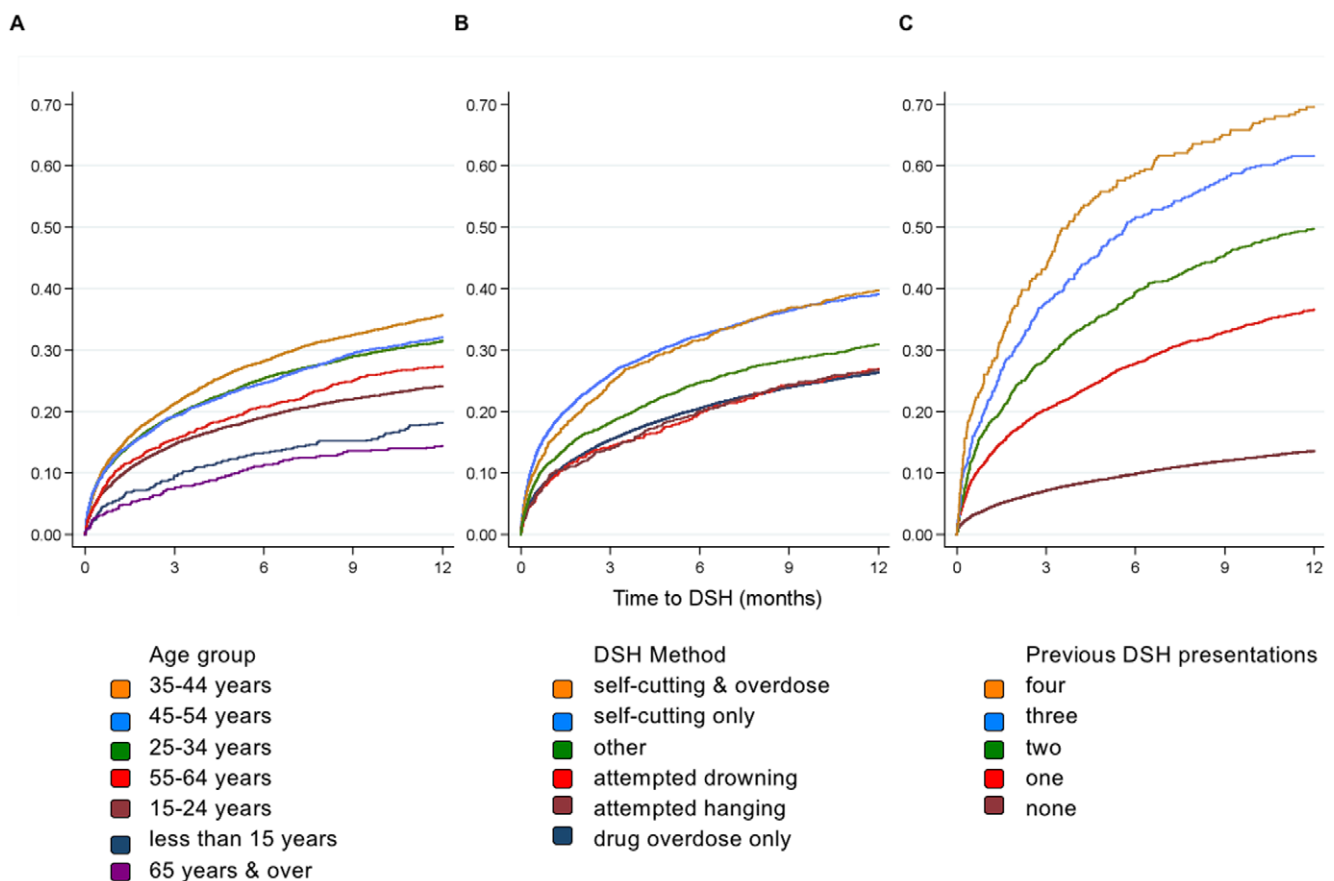 A
B
C
0.70
0.60
0.50
0.40
0.30
0.20
0.10
0.00
0
3
6
9
12
0.70
0.60
0.50
0.40
0.30
0.20
0.10
0.00
0
3
6
9
12
0.70
0.60
0.50
0.40
0.30
0.20
0.10
0.00
0
3
6
9
12
Time to DSH (months)
Age group
35-44 years
45-54 years
25-34 years
55-64 years
15-24 years
less than 15 years
65 years & over
DSH Method
self-cutting & overdose
self-cutting only
other
attempted drowning
attempted hanging
drug overdose only
Previous DSH presentations
four
three
two
one
none